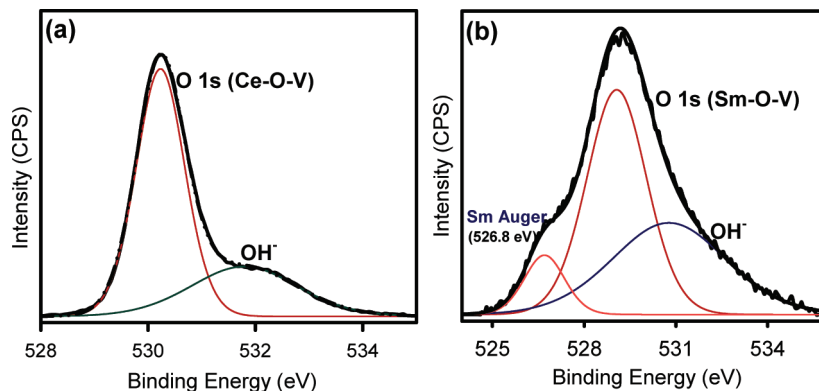 (a)
O 1s (Ce-O-V)
OH⁻
Intensity (CPS)
528 530 532 534
Binding Energy (eV)
(b)
O 1s (Sm-O-V)
Sm Auger
(526.8 eV)
OH⁻
Intensity (CPS)
525 528 531 534
Binding Energy (eV)